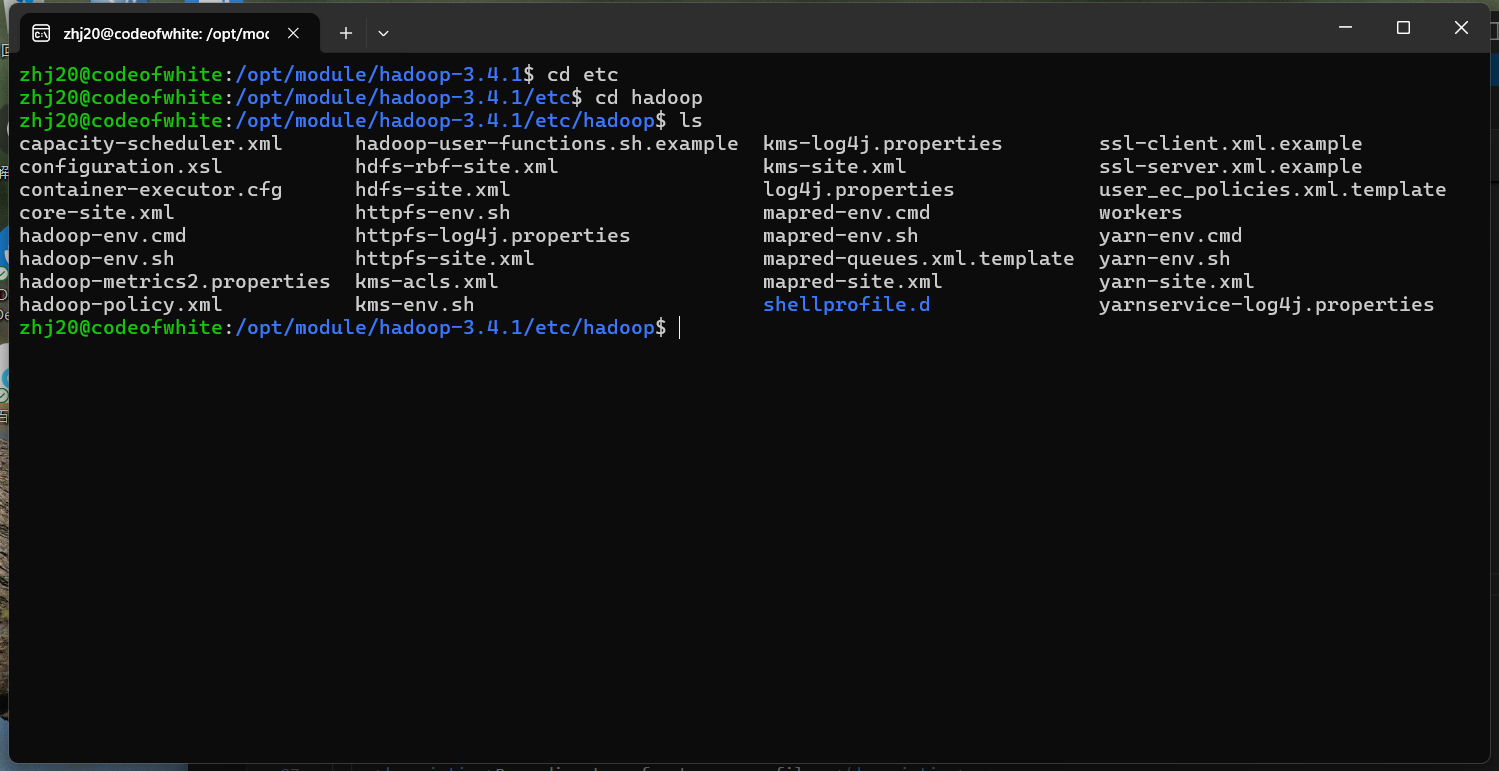 zhj20@codeofwhite: /opt/moc
zhj20@codeofwhite:/opt/module/hadoop-3.4.1$ cd etc
zhj20@codeofwhite:/opt/module/hadoop-3.4.1/etc$ cd hadoop
zhj20@codeofwhite:/opt/module/hadoop-3.4.1/etc/hadoop$ ls
capacity-scheduler.xml hadoop-user-functions.sh.example kms-log4j.properties ssl-client.xml.example
configuration.xsl hdfs-rbf-site.xml kms-site.xml ssl-server.xml.example
container-executor.cfg hdfs-site.xml log4j.properties user_ec_policies.xml.template
core-site.xml httpfs-env.sh mapred-env.cmd workers
hadoop-env.cmd httpfs-log4j.properties mapred-env.sh yarn-env.cmd
hadoop-env.sh httpfs-site.xml mapred-queues.xml.template yarn-env.sh
hadoop-metrics2.properties kms-acls.xml mapred-site.xml yarn-site.xml
hadoop-policy.xml kms-env.sh shellprofile.d yarnservice-log4j.properties
zhj20@codeofwhite:/opt/module/hadoop-3.4.1/etc/hadoop$